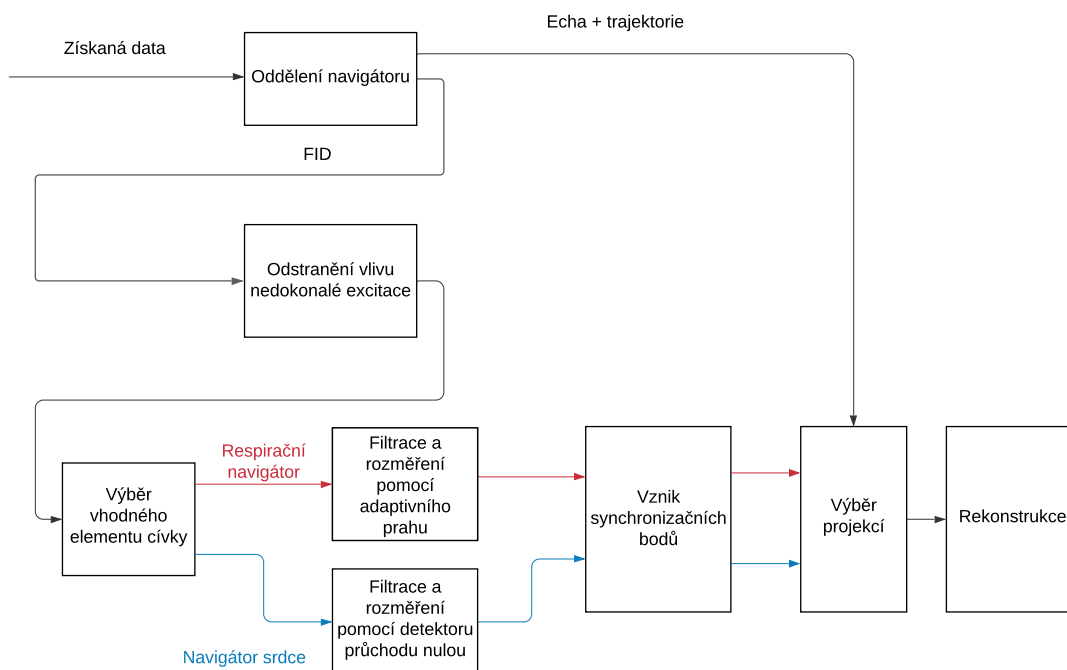 Echa + trajektorie
Získaná data
Oddělení navigátoru
FID
Odstranění vlivu
nedokonalé excitace
Respirační
navigátor
Filtrace a
rozměření
pomocí
adaptivního
prahu
Výběr
vhodného
elementu cívky
Vznik
synchronizačních
bodů
Výběr
projekcí
Rekonstrukce
Filtrace a
rozměření
pomocí detektoru
průchodu nulou
Navigátor srdce